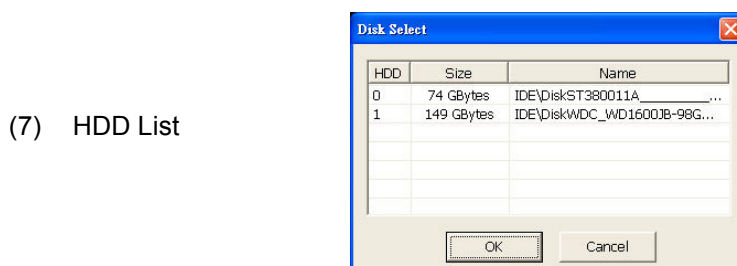 Disk Select
HDD Size Name
0 74 GBytes IDE\DiskST380011A_________...
1 149 GBytes IDE\DiskWDC_WD1600JB-98G...
(7) HDD List
OK Cancel